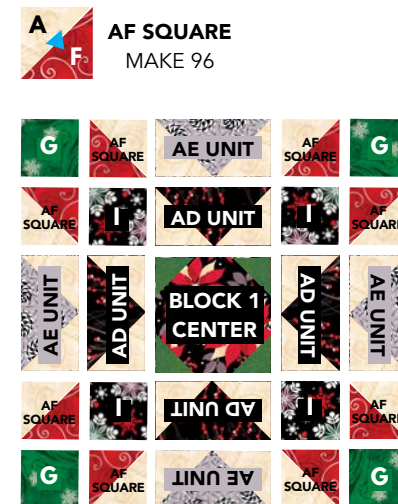 A
F
AF SQUARE
MAKE 96
G
AF SQUARE
AE UNIT
AF SQUARE
G
AF SQUARE
I
AD UNIT
I
AF SQUARE
AE UNIT
AD UNIT
BLOCK 1
CENTER
AD UNIT
AE UNIT
AF SQUARE
I
AD UNIT
I
AF SQUARE
G
AF SQUARE
AE UNIT
AF SQUARE
G